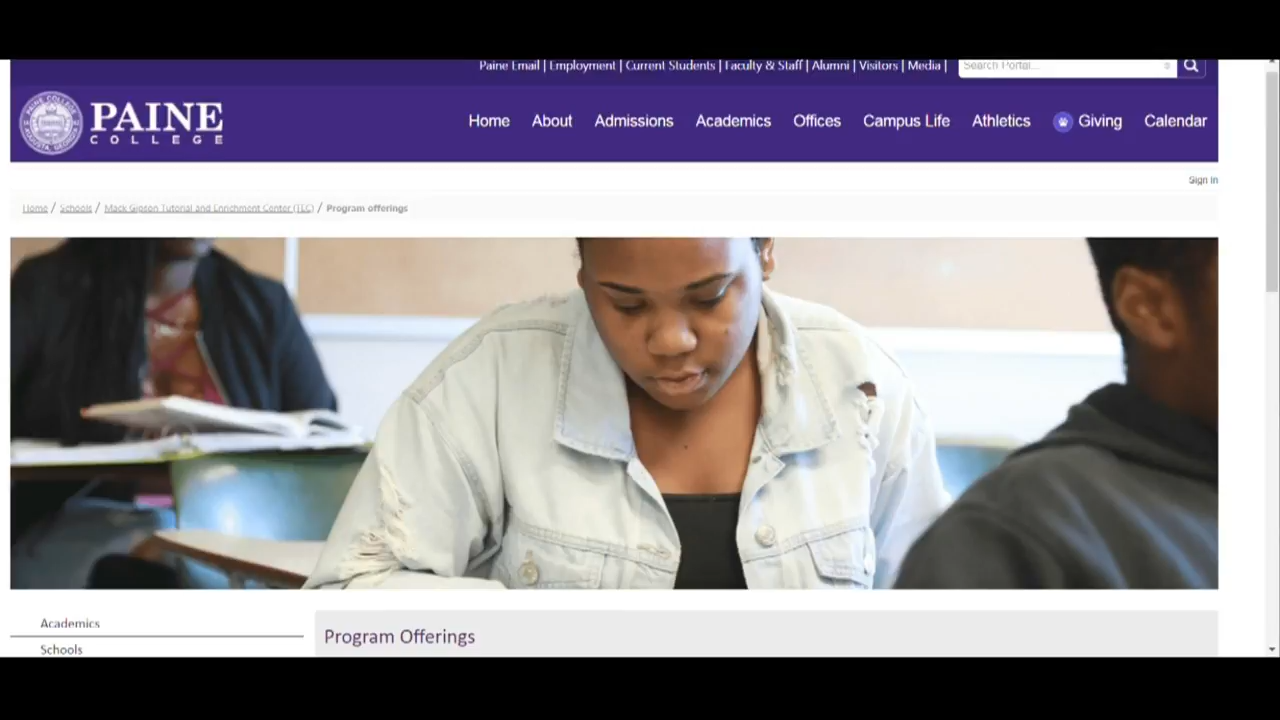 Paine Email | Employment | Current Students | Faculty & Staff | Alumni | Visitors | Media |
Search Portal...
PAINE
COLLEGE
Home About Admissions Academics Offices Campus Life Athletics Giving Calendar
Sign In
Home / Schools / Mack Gipson Tutorial and Enrichment Center (TEC) / Program offerings
Academics
Program Offerings
Schools